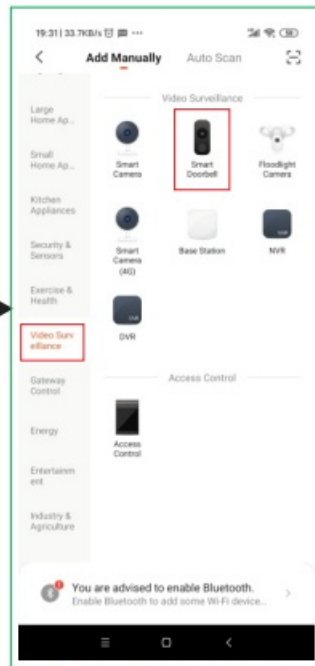 19:31 | 33.7KB/s
Add Manually Auto Scan
Large
Home Ap...
Small
Home Ap...
Kitchen
Appliances
Security &
Sensors
Exercise &
Health
Video Surv
eillance
Gateway
Control
Energy
Entertainm
ent
Industry &
Agriculture
Video Surveillance
Smart
Camera
Smart
Doorbell
Floodlight
Camera
Smart
Camera
(4G)
Base Station
NVR
DVR
Access Control
Access
Control
You are advised to enable Bluetooth.
Enable Bluetooth to add some Wi-Fi device...